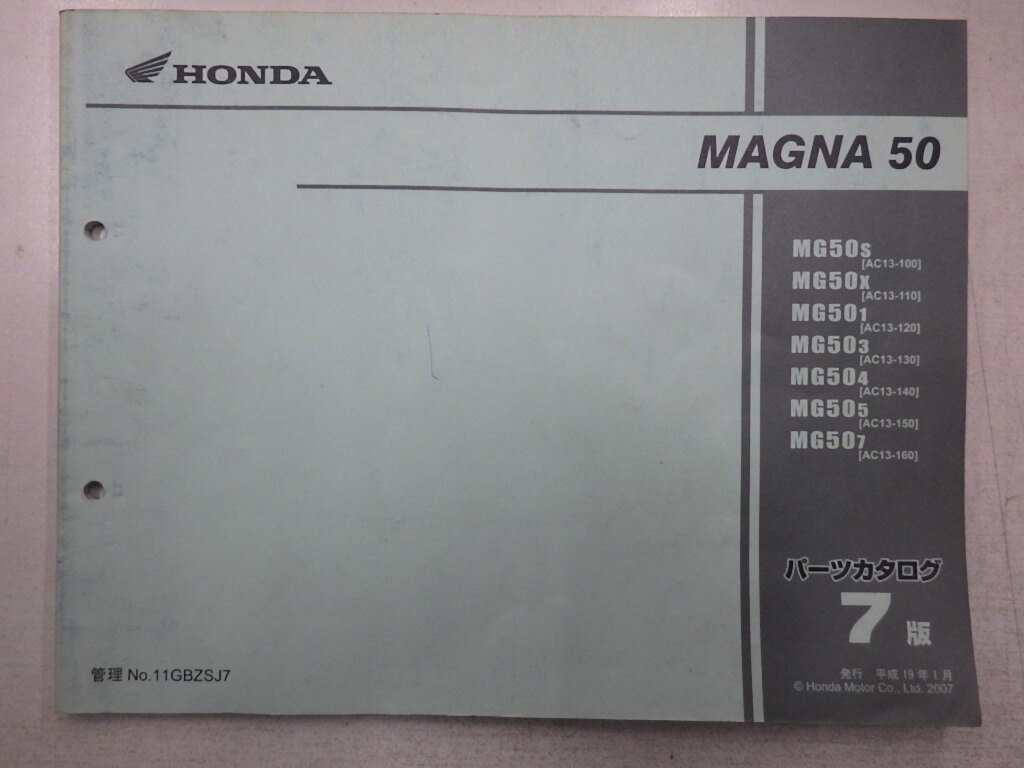 HONDA
MAGNA 50
MG50S
[AC13-100]
MG50X
[AC13-110]
MG501
[AC13-120]
MG503
[AC13-130]
MG504
[AC13-140]
MG505
[AC13-150]
MG507
[AC13-160]
パーツカタログ
7版
管理 No.11GBZSJ7
発行 平成19年1月
© Honda Motor Co., Ltd. 2007